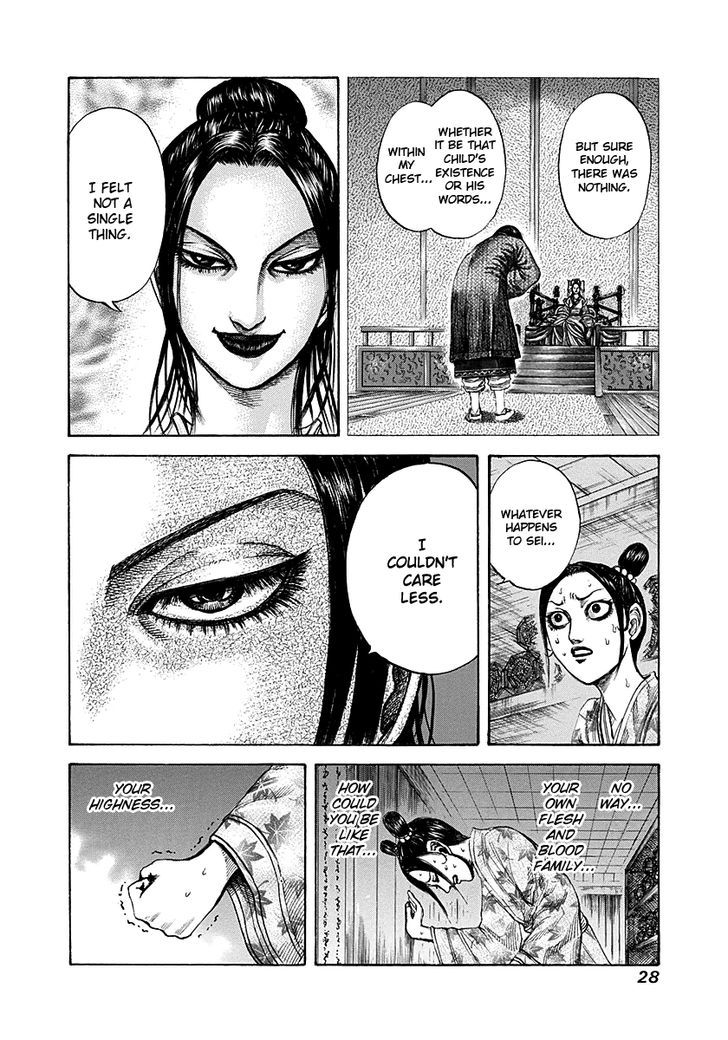 BUT SURE
ENOUGH,
THERE WAS
NOTHING.
WHETHER
IT BE THAT
CHILD'S
EXISTENCE
OR HIS
WORDS...
WITHIN
MY
CHEST...
I FELT
NOT A
SINGLE
THING.
WHATEVER
HAPPENS
TO SEI...
I
COULDN'T
CARE
LESS.
NO
WAY...
YOUR
OWN
FLESH
AND
BLOOD
FAMILY...
HOW
COULD
YOU BE
LIKE
THAT...
YOUR
HIGHNESS...
28